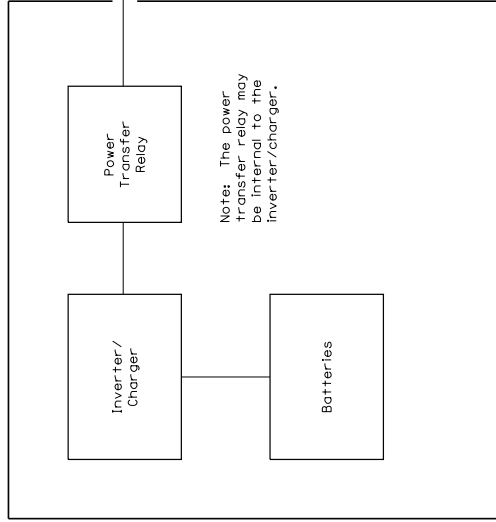 Inverter/
Charger
Power
Transfer
Relay
Batteries
Note: The power
transfer relay may
be internal to the
inverter/charger.